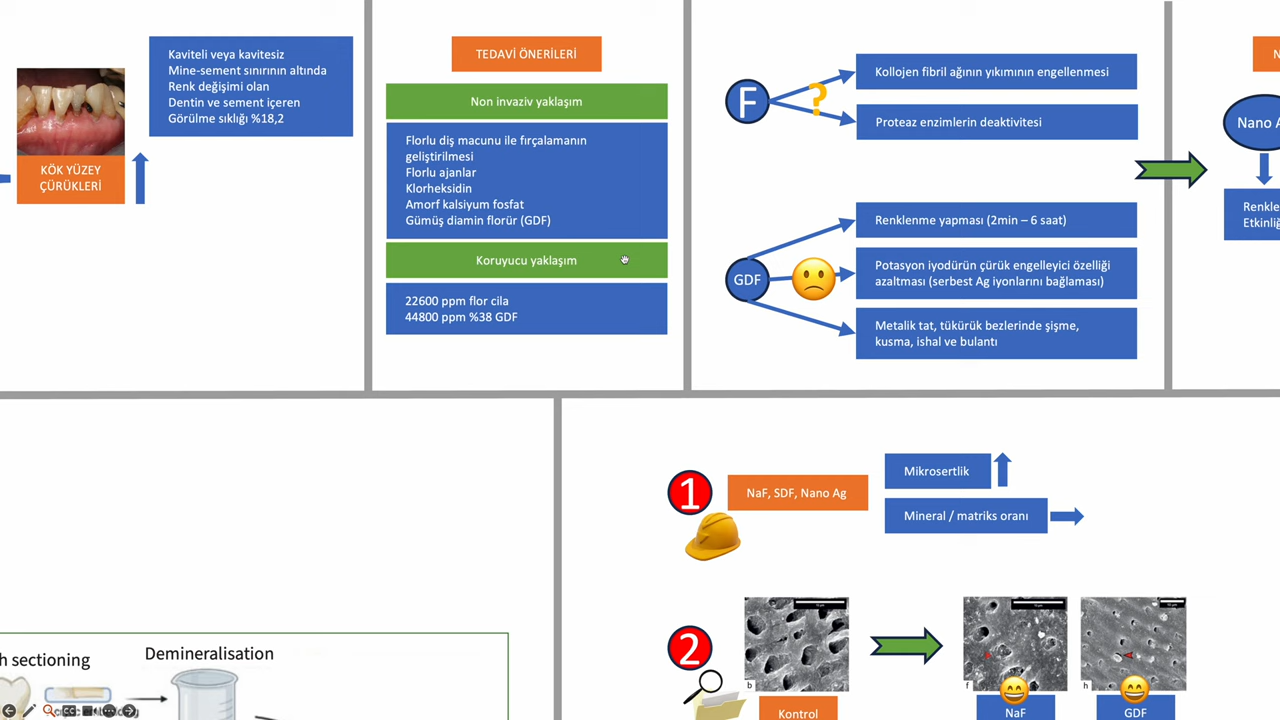 Kaviteli veya kavitesiz
Mine-sement sınırının altında
Renk değişimi olan
Dentin ve sement içeren
Görülme sıklığı %18,2
KÖK YÜZEY
ÇÜRÜKLERİ
TEDAVİ ÖNERİLERİ
Non invaziv yaklaşım
Florlu diş macunu ile fırçalamanın
geliştirilmesi
Florlu ajanlar
Klorheksidin
Amorf kalsiyum fosfat
Gümüş diamin florür (GDF)
Koruyucu yaklaşım
22600 ppm flor cila
44800 ppm %38 GDF
F
?
Kollojen fibril ağının yıkımının engellenmesi
Proteaz enzimlerin deaktivitesi
GDF
Renklenme yapması (2min – 6 saat)
Potasyon iyodürün çürük engelleyici özelliği
azaltması (serbest Ag iyonlarını bağlaması)
Metalik tat, tükürük bezlerinde şişme,
kusma, ishal ve bulantı
N
Nano A
Renkle
Etkinliğ
1
NaF, SDF, Nano Ag
Mikrosertlik
Mineral / matriks oranı
2
b
Kontrol
f
NaF
h
GDF
h sectioning
Demineralisation